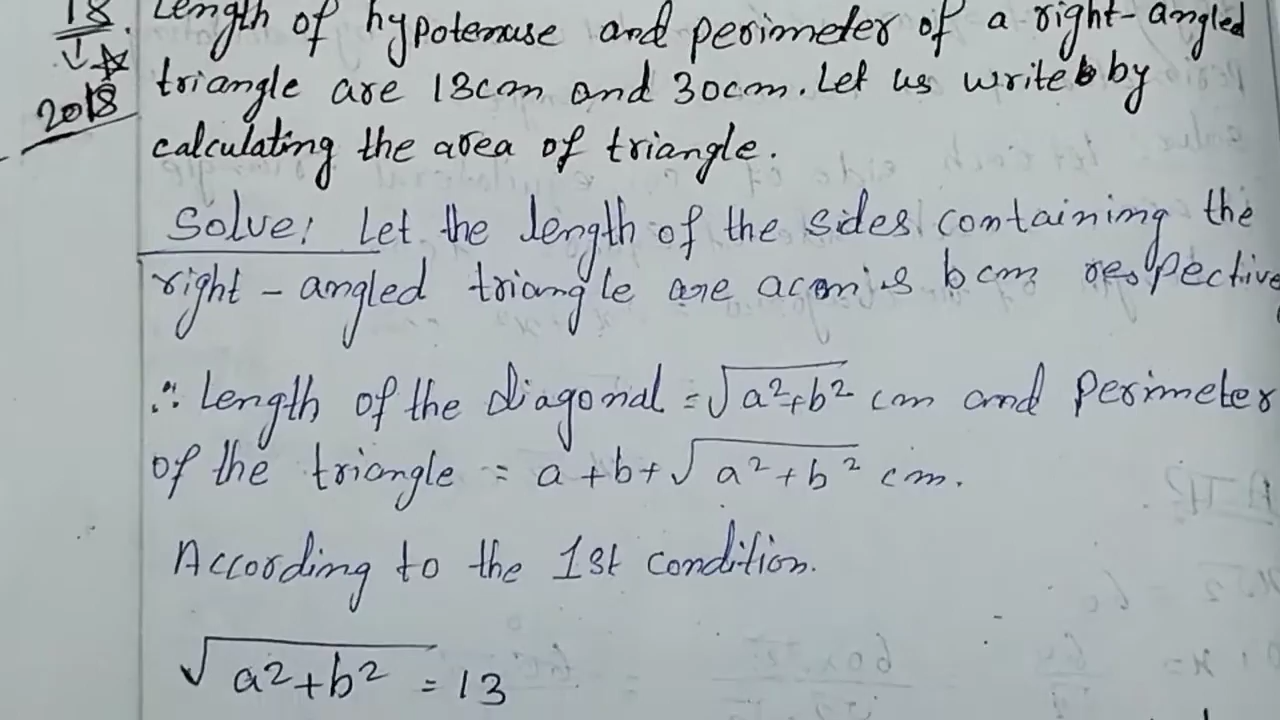 18. Length of hypotenuse and perimeter of a right-angled
2018 triangle are 13cm and 30cm. Let us write by
calculating the area of triangle.
Solve: Let the length of the sides containing the
right-angled triangle are acm & bcm respective
∴ Length of the diagonal = √a²+b² cm and perimeter
of the triangle = a+b+√a²+b² cm.
According to the 1st condition.
√a²+b² = 13